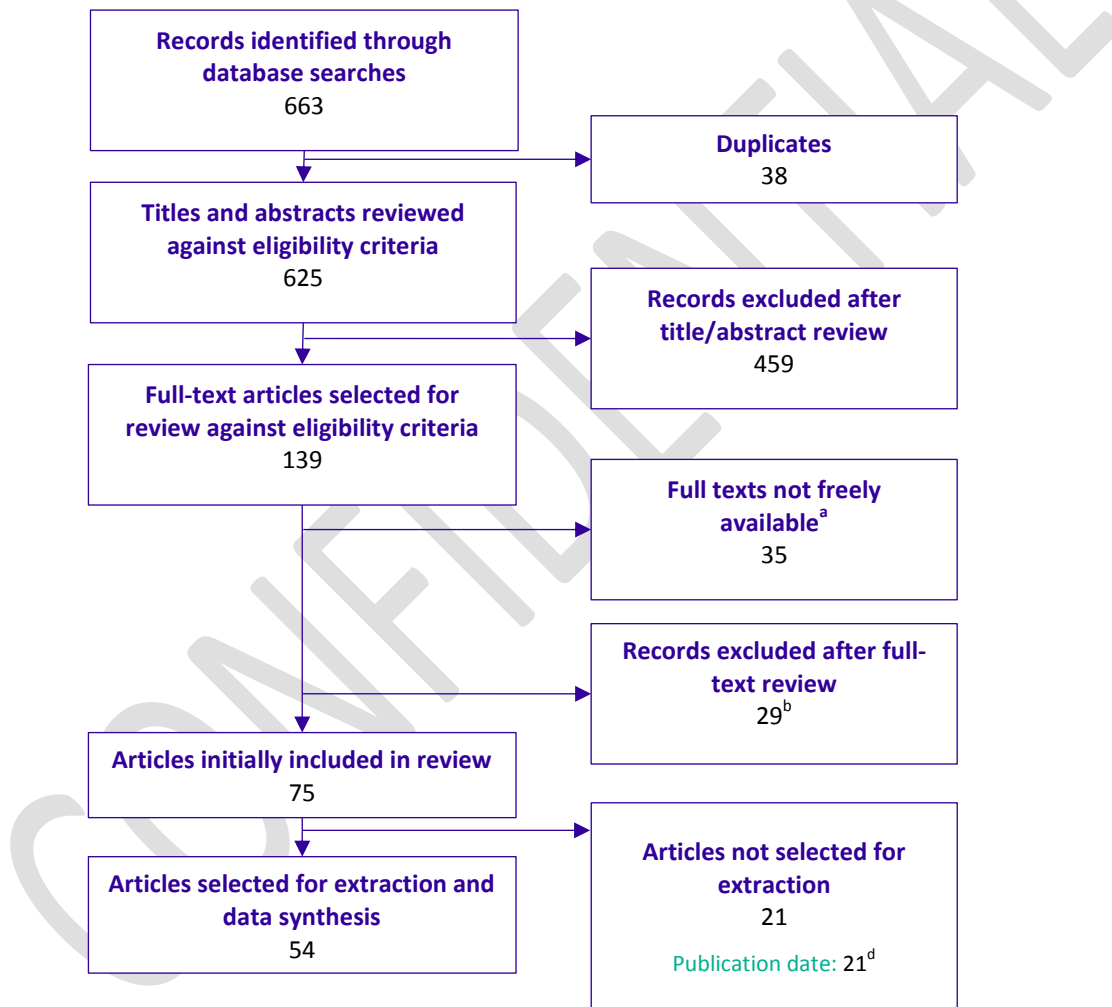 Records identified through
database searches
663
Duplicates
38
Titles and abstracts reviewed
against eligibility criteria
625
Records excluded after
title/abstract review
459
Full-text articles selected for
review against eligibility criteria
139
Full texts not freely
availableᵃ
35
Records excluded after full-
text review
29ᵇ
Articles initially included in review
75
Articles not selected for
extraction
21
Publication date: 21ᵈ
Articles selected for extraction and
data synthesis
54
CONFIDENTIAL